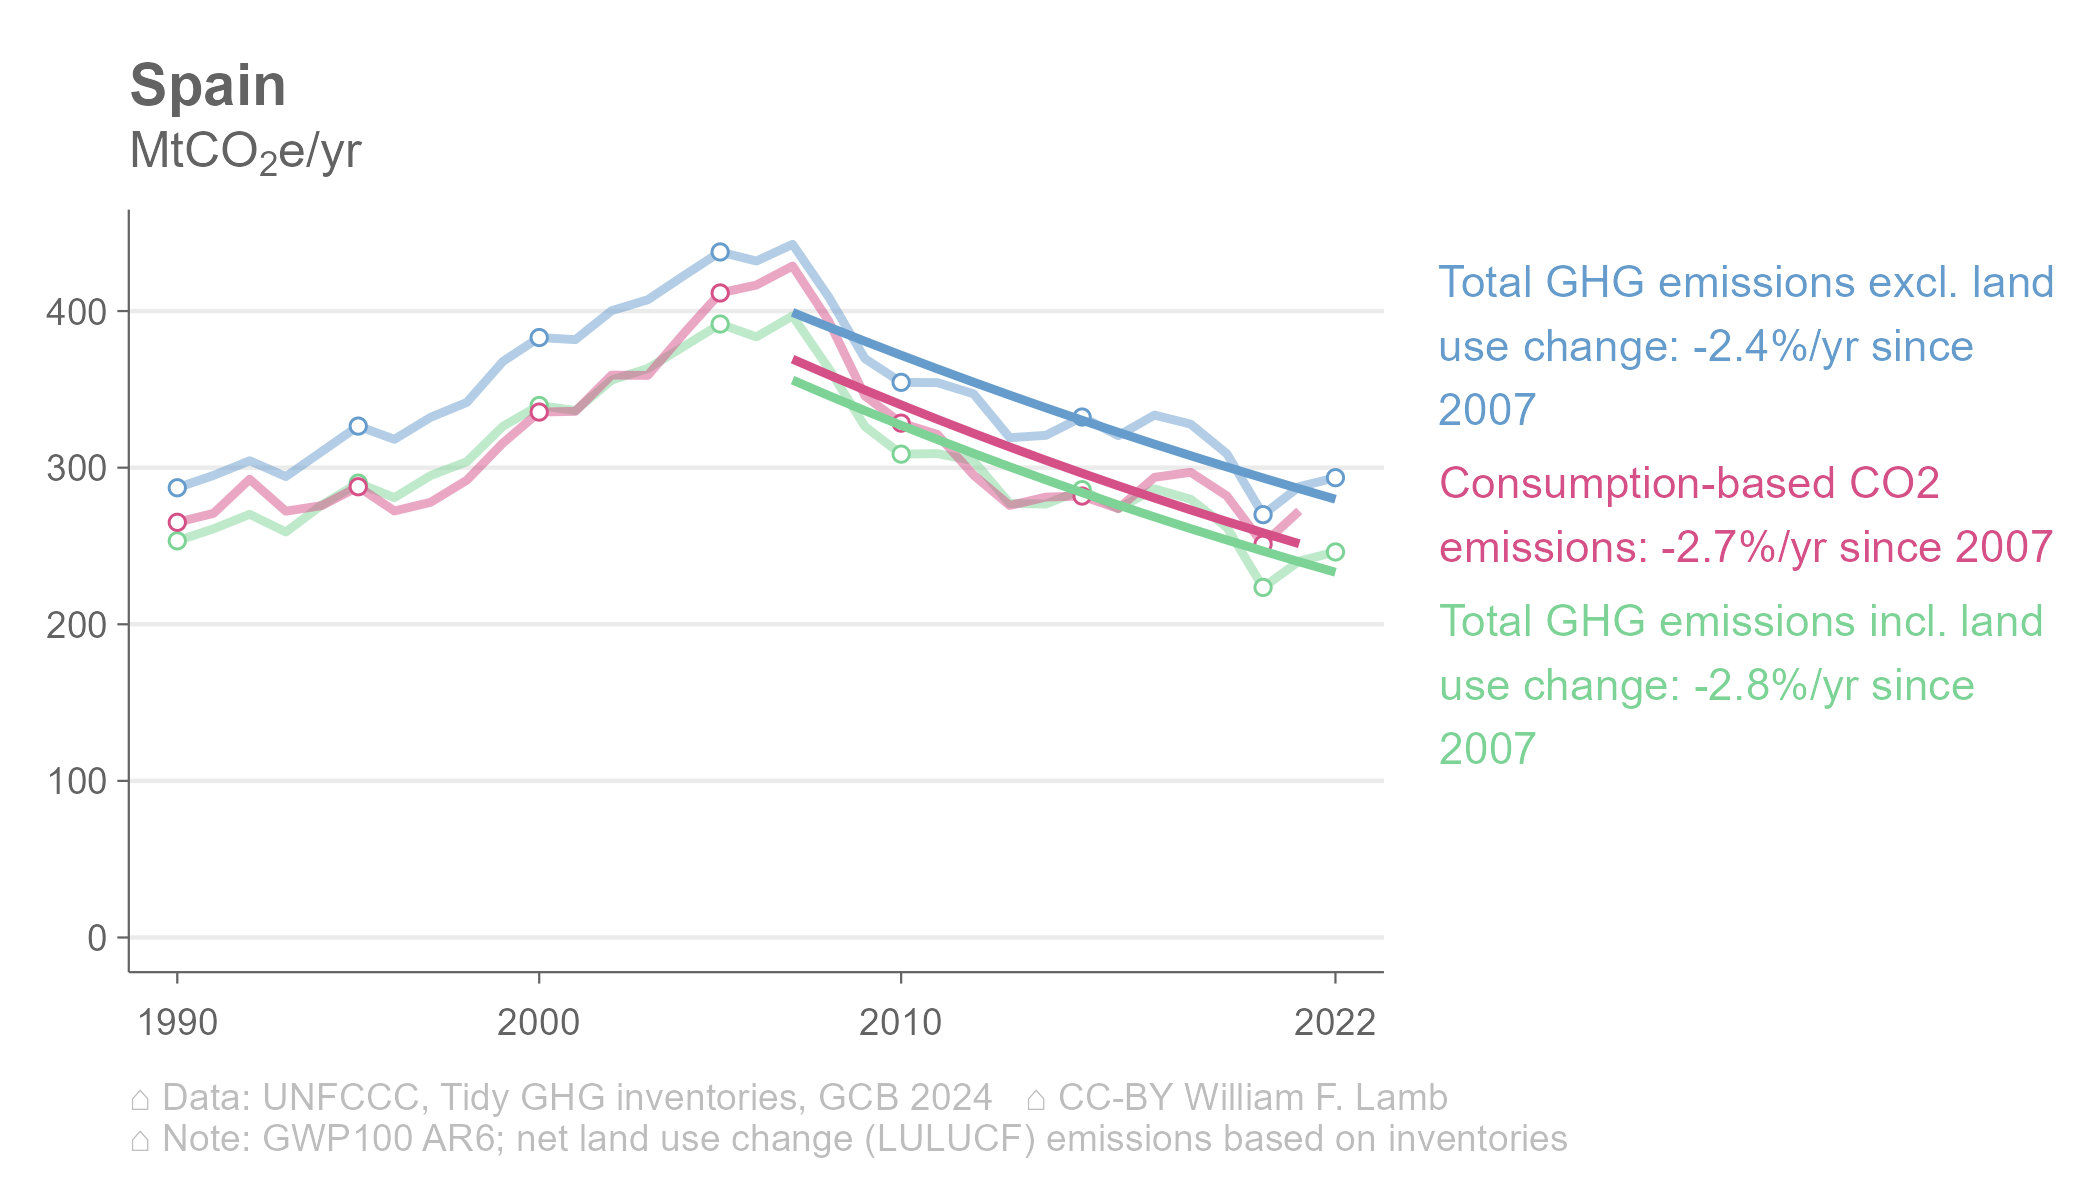 Spain
MtCO₂e/yr
400
300
200
100
0
1990 2000 2010 2022
Total GHG emissions excl. land
use change: -2.4%/yr since
2007
Consumption-based CO2
emissions: -2.7%/yr since 2007
Total GHG emissions incl. land
use change: -2.8%/yr since
2007
⌂ Data: UNFCCC, Tidy GHG inventories, GCB 2024 ⌂ CC-BY William F. Lamb
⌂ Note: GWP100 AR6; net land use change (LULUCF) emissions based on inventories